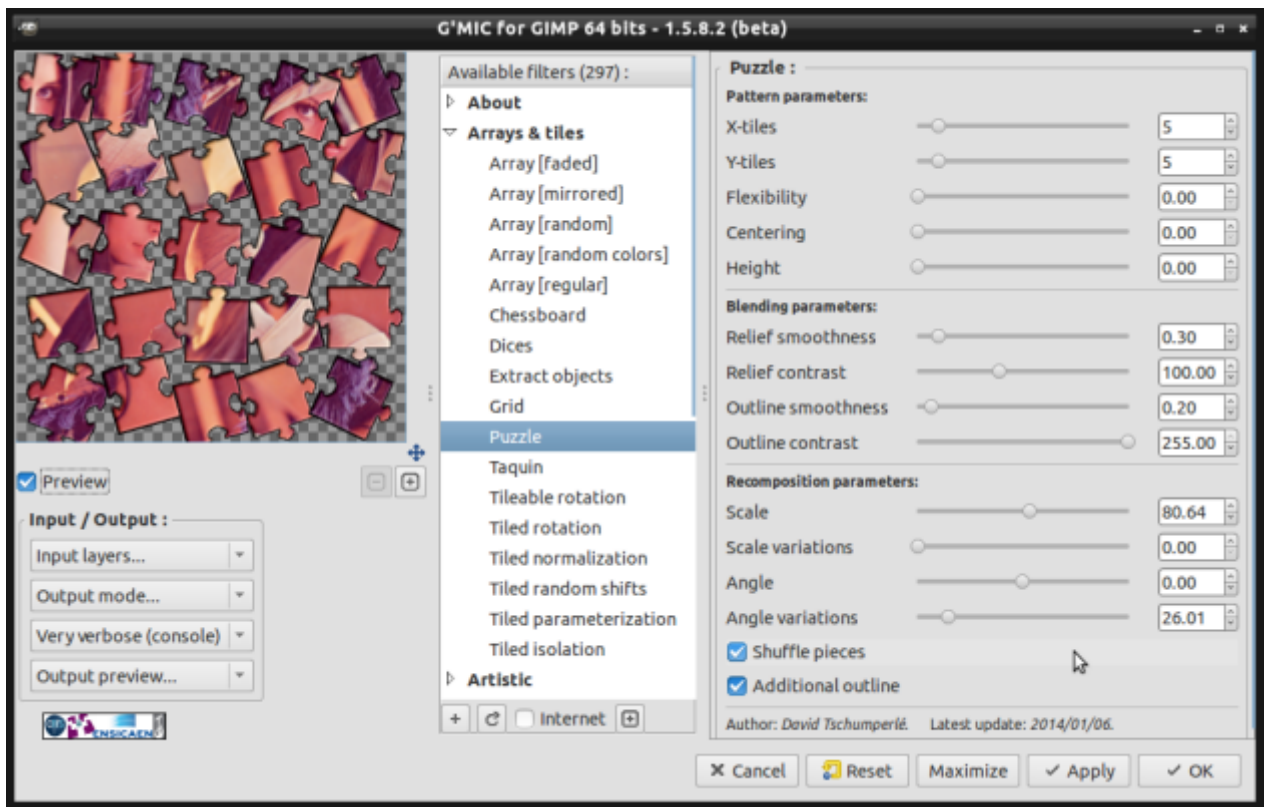 G'MIC for GIMP 64 bits - 1.5.8.2 (beta)
Preview
Input / Output :
Input layers...
Output mode...
Very verbose (console)
Output preview...
ENSICAEN
Available filters (297) :
About
Arrays & tiles
Array [faded]
Array [mirrored]
Array [random]
Array [random colors]
Array [regular]
Chessboard
Dices
Extract objects
Grid
Puzzle
Taquin
Tileable rotation
Tiled rotation
Tiled normalization
Tiled random shifts
Tiled parameterization
Tiled isolation
Artistic
Internet
Puzzle :
Pattern parameters:
X-tiles 5
Y-tiles 5
Flexibility 0.00
Centering 0.00
Height 0.00
Blending parameters:
Relief smoothness 0.30
Relief contrast 100.00
Outline smoothness 0.20
Outline contrast 255.00
Recomposition parameters:
Scale 80.64
Scale variations 0.00
Angle 0.00
Angle variations 26.01
Shuffle pieces
Additional outline
Author: David Tschumperlé. Latest update: 2014/01/06.
Cancel Reset Maximize Apply OK